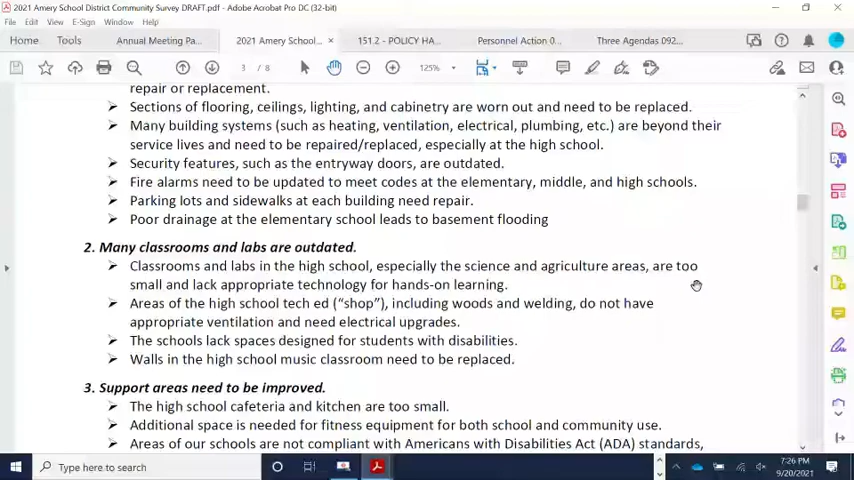 2021 Amery School District Community Survey DRAFT.pdf - Adobe Acrobat Pro DC (32-bit)
File Edit View E-Sign Window Help
Home Tools Annual Meeting Pa... 2021 Amery School... × 151.2 - POLICY HA... Personnel Action 0... Three Agendas 092...
3 / 8 125%
repair or replacement.
➢ Sections of flooring, ceilings, lighting, and cabinetry are worn out and need to be replaced.
➢ Many building systems (such as heating, ventilation, electrical, plumbing, etc.) are beyond their
service lives and need to be repaired/replaced, especially at the high school.
➢ Security features, such as the entryway doors, are outdated.
➢ Fire alarms need to be updated to meet codes at the elementary, middle, and high schools.
➢ Parking lots and sidewalks at each building need repair.
➢ Poor drainage at the elementary school leads to basement flooding
2. Many classrooms and labs are outdated.
➢ Classrooms and labs in the high school, especially the science and agriculture areas, are too
small and lack appropriate technology for hands-on learning.
➢ Areas of the high school tech ed (“shop”), including woods and welding, do not have
appropriate ventilation and need electrical upgrades.
➢ The schools lack spaces designed for students with disabilities.
➢ Walls in the high school music classroom need to be replaced.
3. Support areas need to be improved.
➢ The high school cafeteria and kitchen are too small.
➢ Additional space is needed for fitness equipment for both school and community use.
➢ Areas of our schools are not compliant with Americans with Disabilities Act (ADA) standards,
Type here to search
7:26 PM
9/20/2021